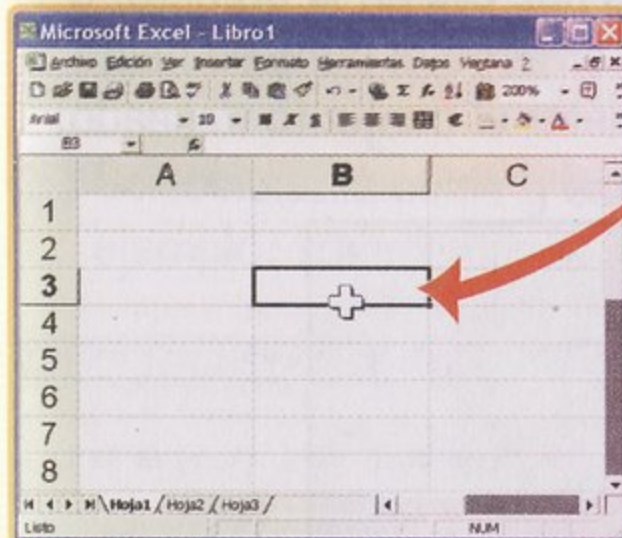 Microsoft Excel - Libro1
Archivo Edición Ver Insertar Formato Herramientas Datos Ventana ?
200%
Arial 10
B3
A B C
1
2
3
4
5
6
7
8
Hoja1 / Hoja2 / Hoja3 /
Listo NUM